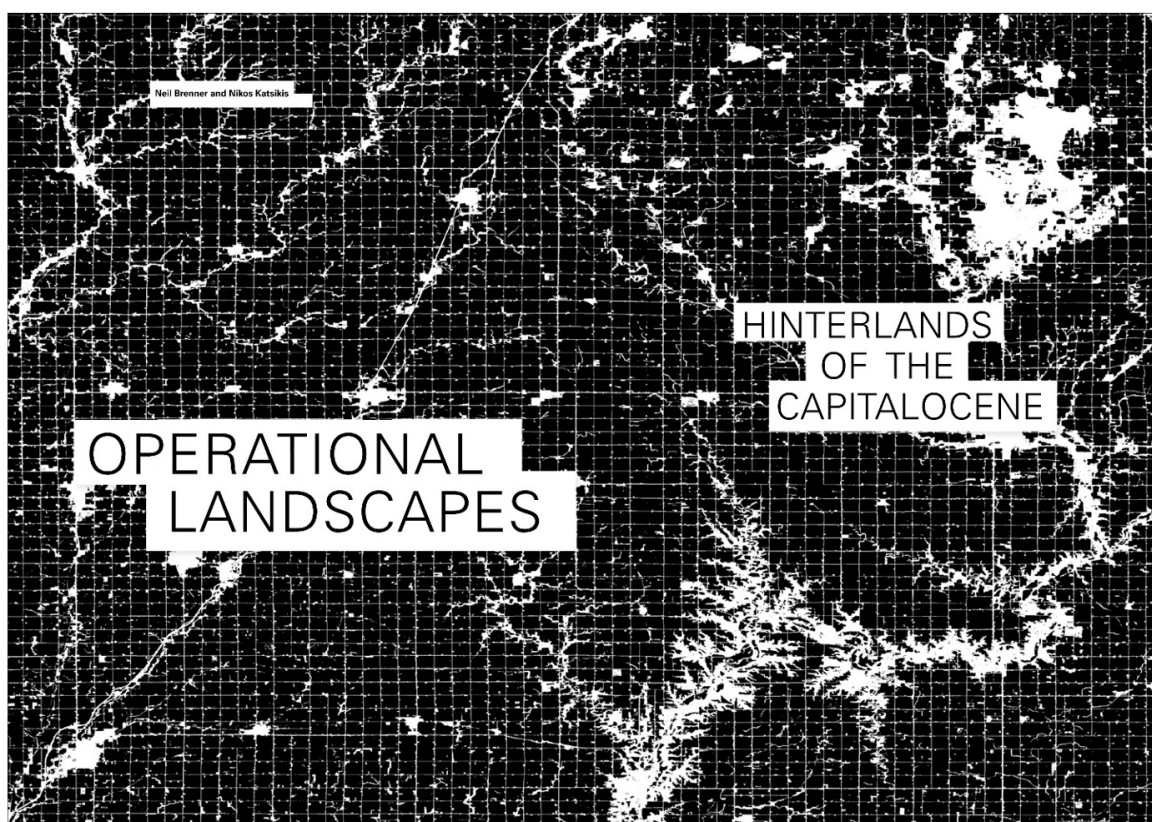 Neil Brenner and Nikos Katsikis
OPERATIONAL
LANDSCAPES
HINTERLANDS
OF THE
CAPITALOCENE